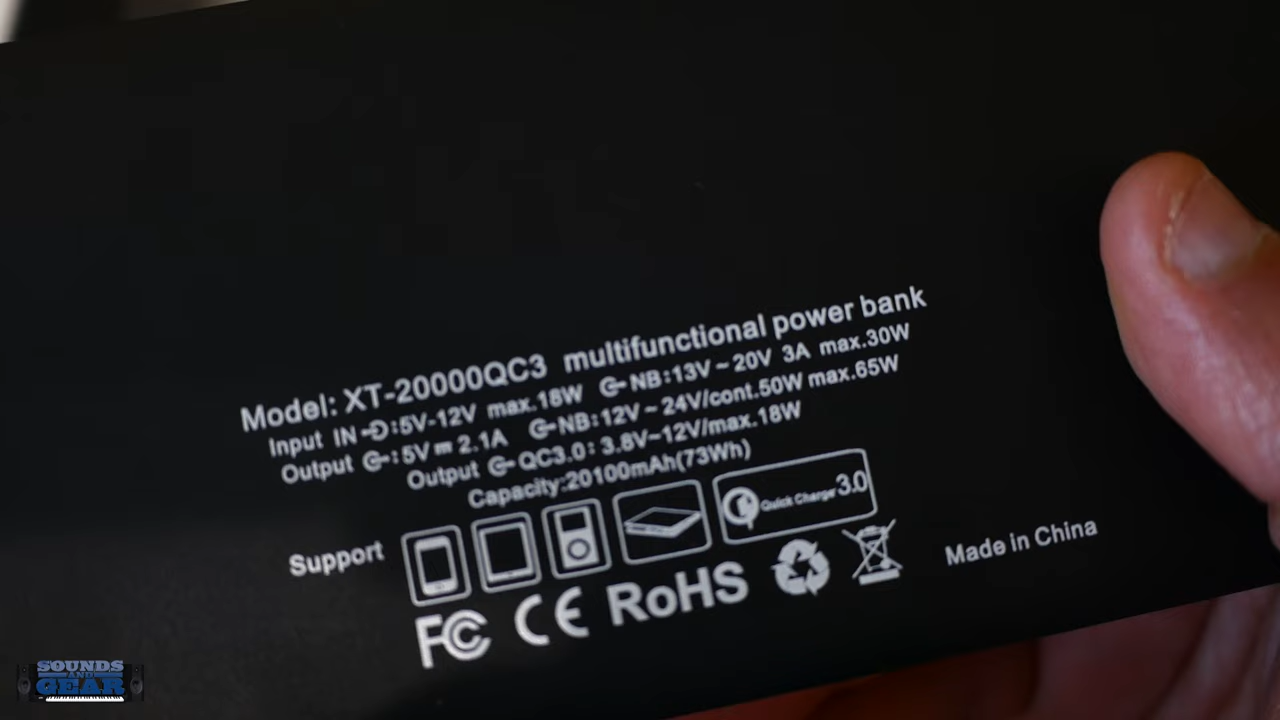 Model: XT-20000QC3 multifunctional power bank
Input IN :5V-12V max.18W NB:13V~20V 3A max.30W
Output :5V 2.1A NB:12V~24V/cont.50W max.65W
Output QC3.0: 3.8V~12V/max.18W
Capacity:20100mAh(73Wh)
Support
Quick Charge 3.0
FC CE RoHS
Made in China
SOUNDS
AND
GEAR